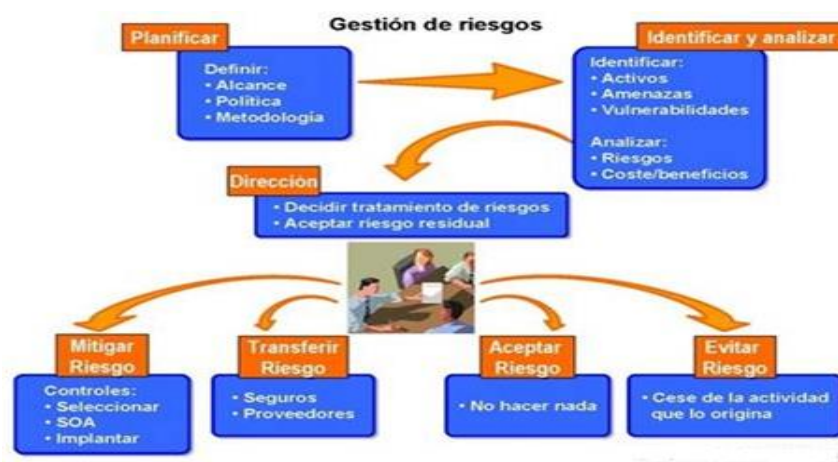 Gestión de riesgos
Planificar
Definir:
• Alcance
• Política
• Metodología
Identificar y analizar
Identificar:
• Activos
• Amenazas
• Vulnerabilidades
Analizar:
• Riesgos
• Coste/beneficios
Dirección
• Decidir tratamiento de riesgos
• Aceptar riesgo residual
Mitigar
Riesgo
Controles:
• Seleccionar
• SOA
• Implantar
Transferir
Riesgo
• Seguros
• Proveedores
Aceptar
Riesgo
• No hacer nada
Evitar
Riesgo
• Cese de la actividad
que lo origina